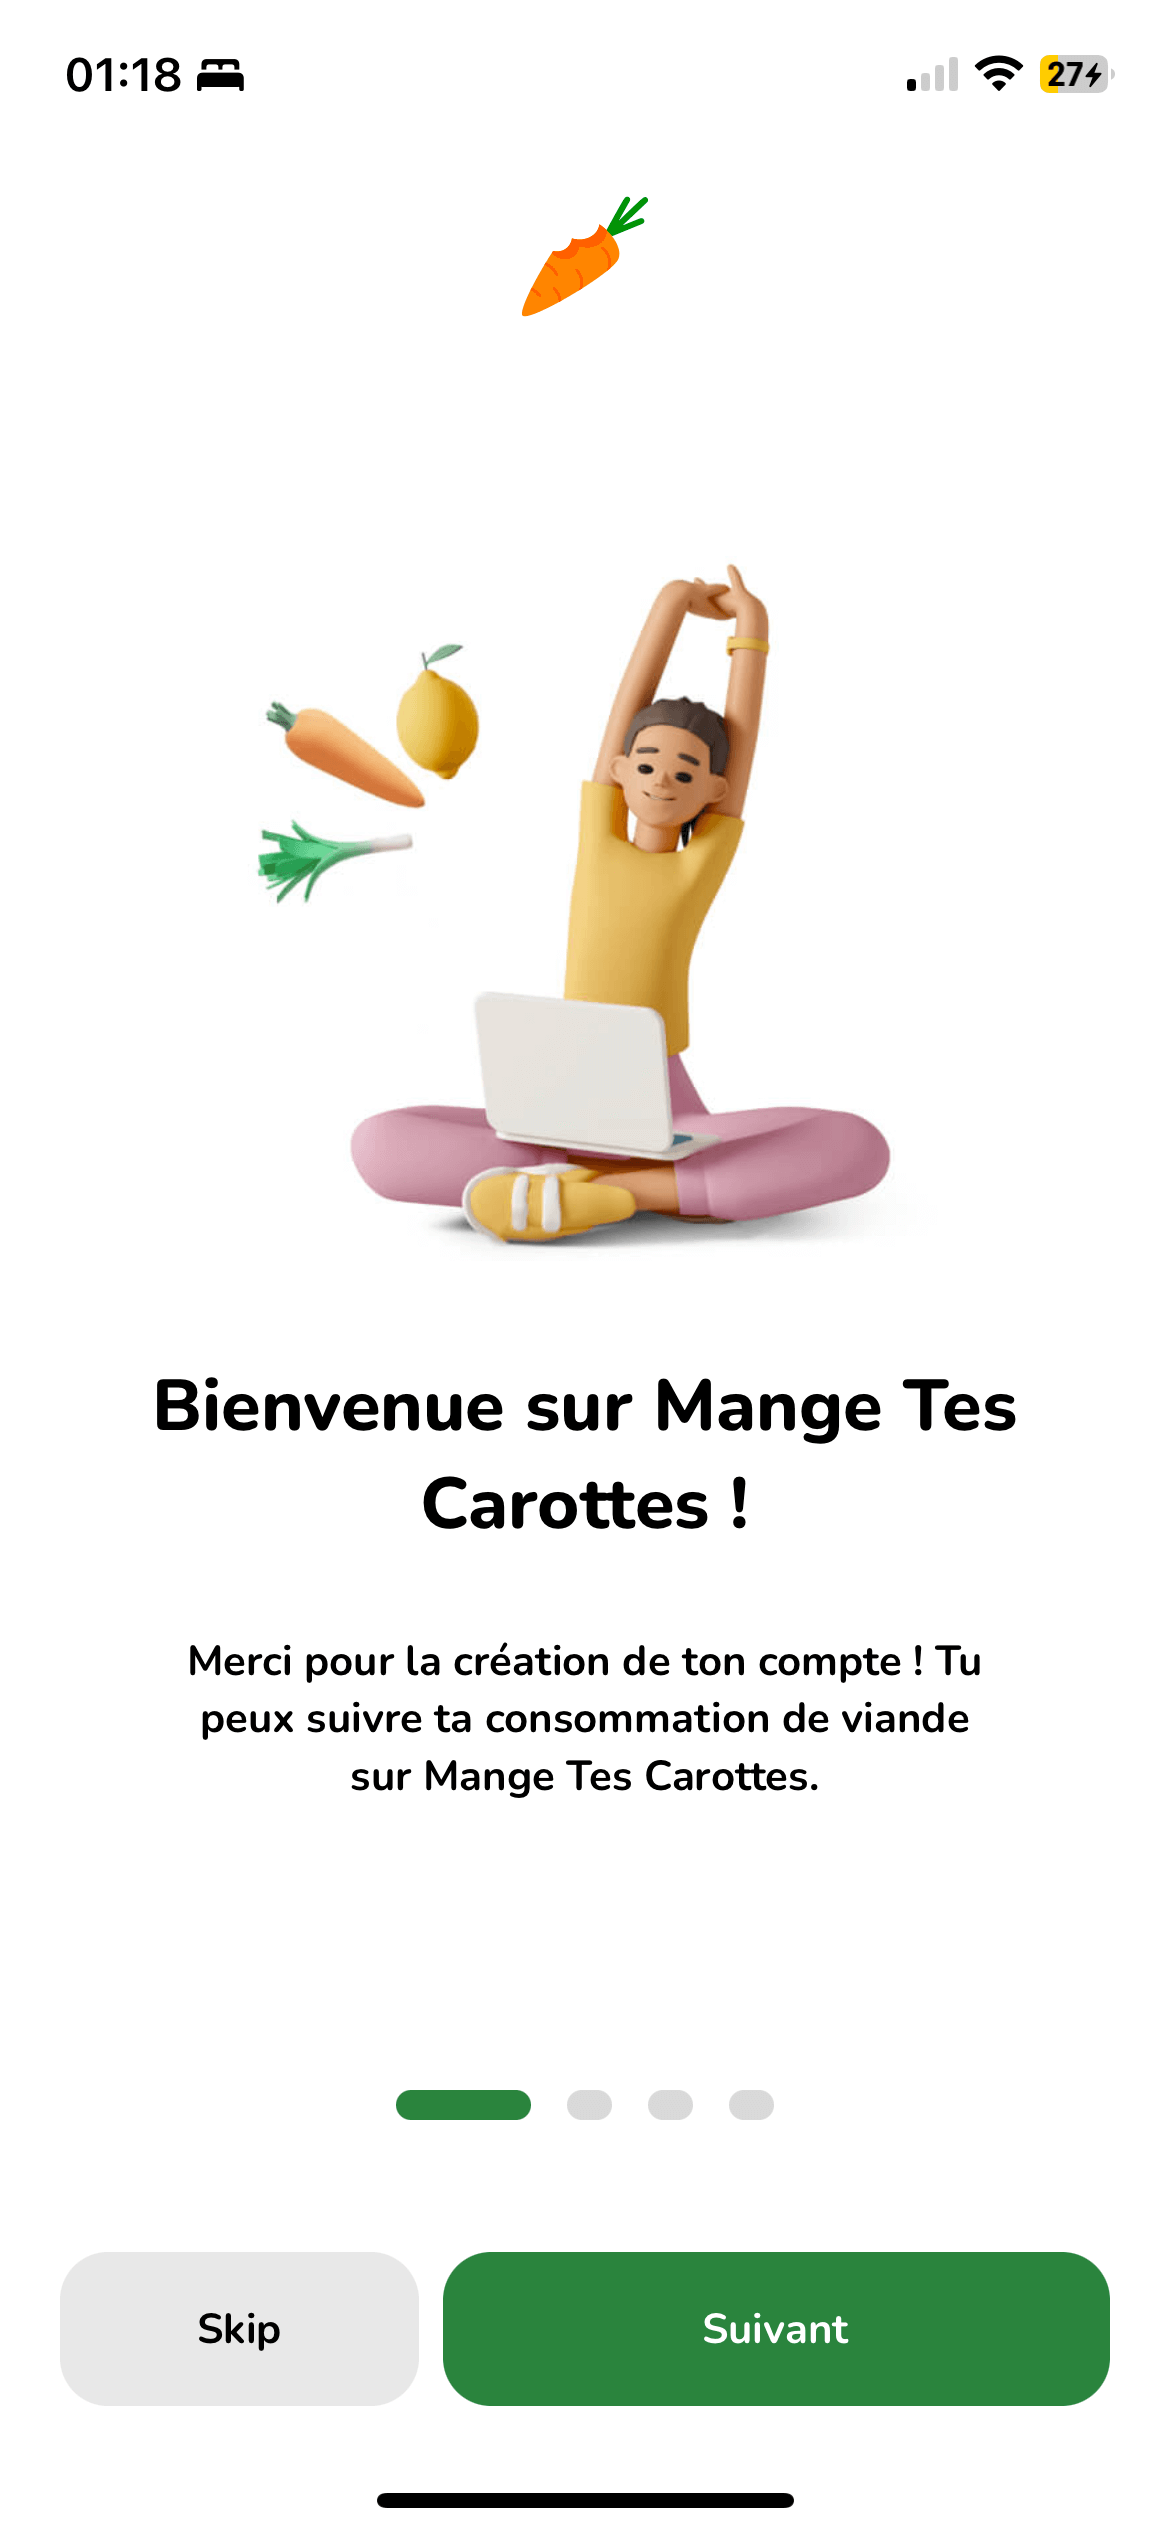 01:18
27
Bienvenue sur Mange Tes
Carottes !
Merci pour la création de ton compte ! Tu
peux suivre ta consommation de viande
sur Mange Tes Carottes.
Skip
Suivant